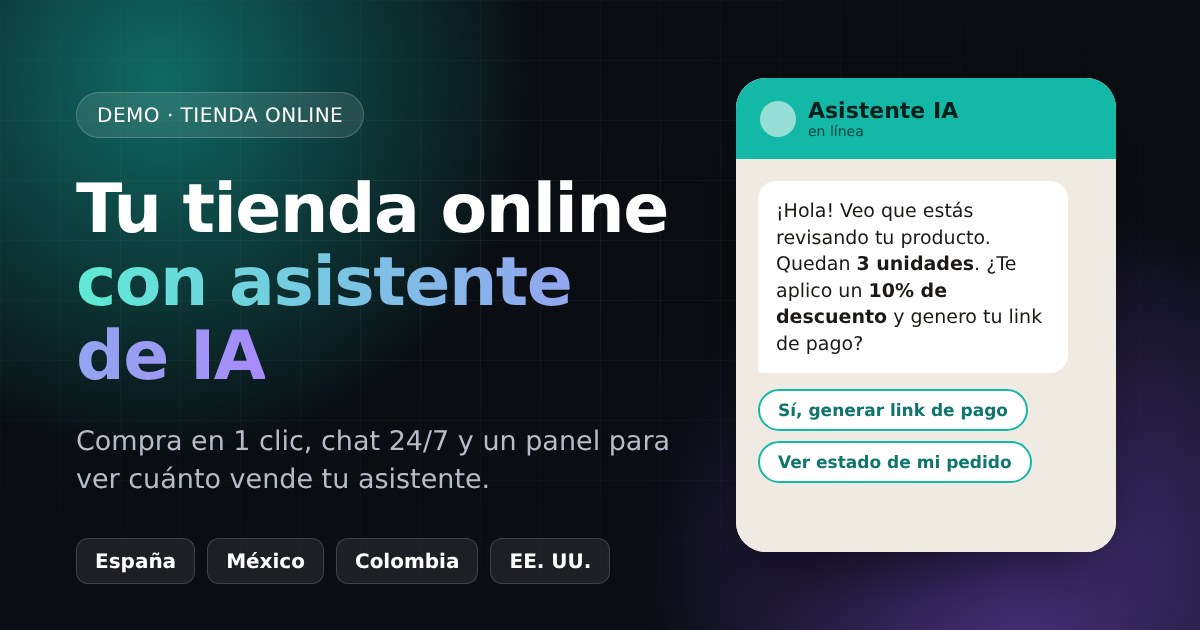 DEMO · TIENDA ONLINE
Tu tienda online
con asistente
de IA
Compra en 1 clic, chat 24/7 y un panel para
ver cuánto vende tu asistente.
España
México
Colombia
EE. UU.
Asistente IA
en línea
¡Hola! Veo que estás
revisando tu producto.
Quedan 3 unidades. ¿Te
aplico un 10% de
descuento y genero tu link
de pago?
Sí, generar link de pago
Ver estado de mi pedido